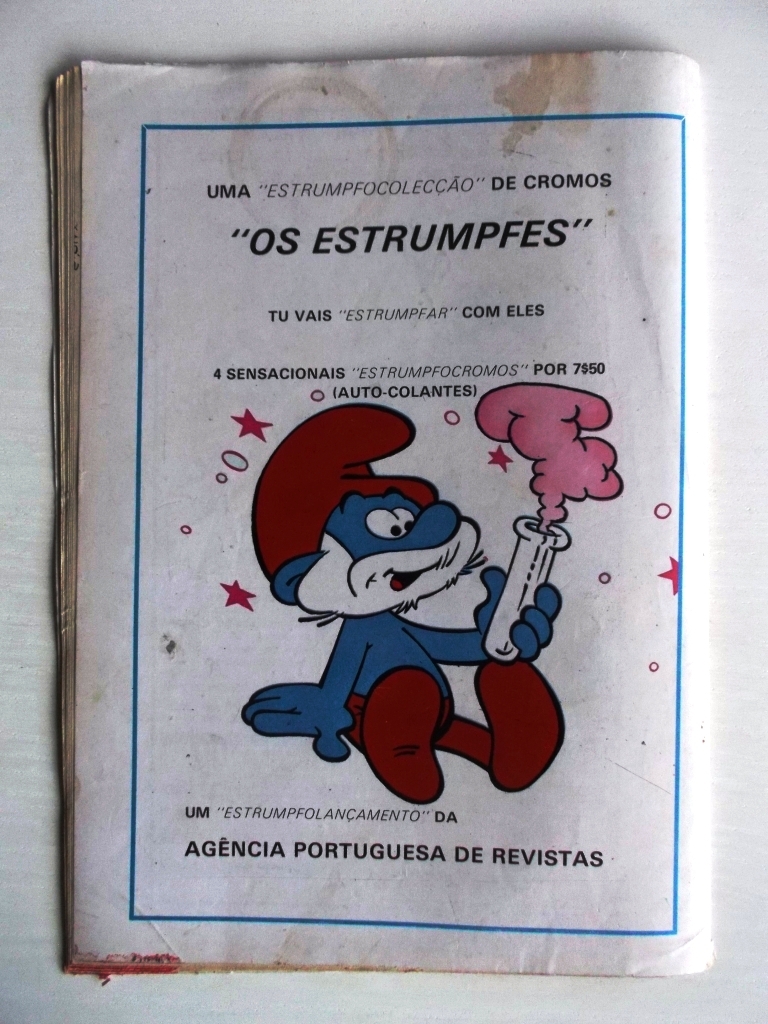 UMA "ESTRUMPFOCOLECÇÃO" DE CROMOS
"OS ESTRUMPFES"
TU VAIS "ESTRUMPFAR" COM ELES
4 SENSACIONAIS "ESTRUMPFOCROMOS" POR 7$50
(AUTO-COLANTES)
UM "ESTRUMPFOLANÇAMENTO" DA
AGÊNCIA PORTUGUESA DE REVISTAS